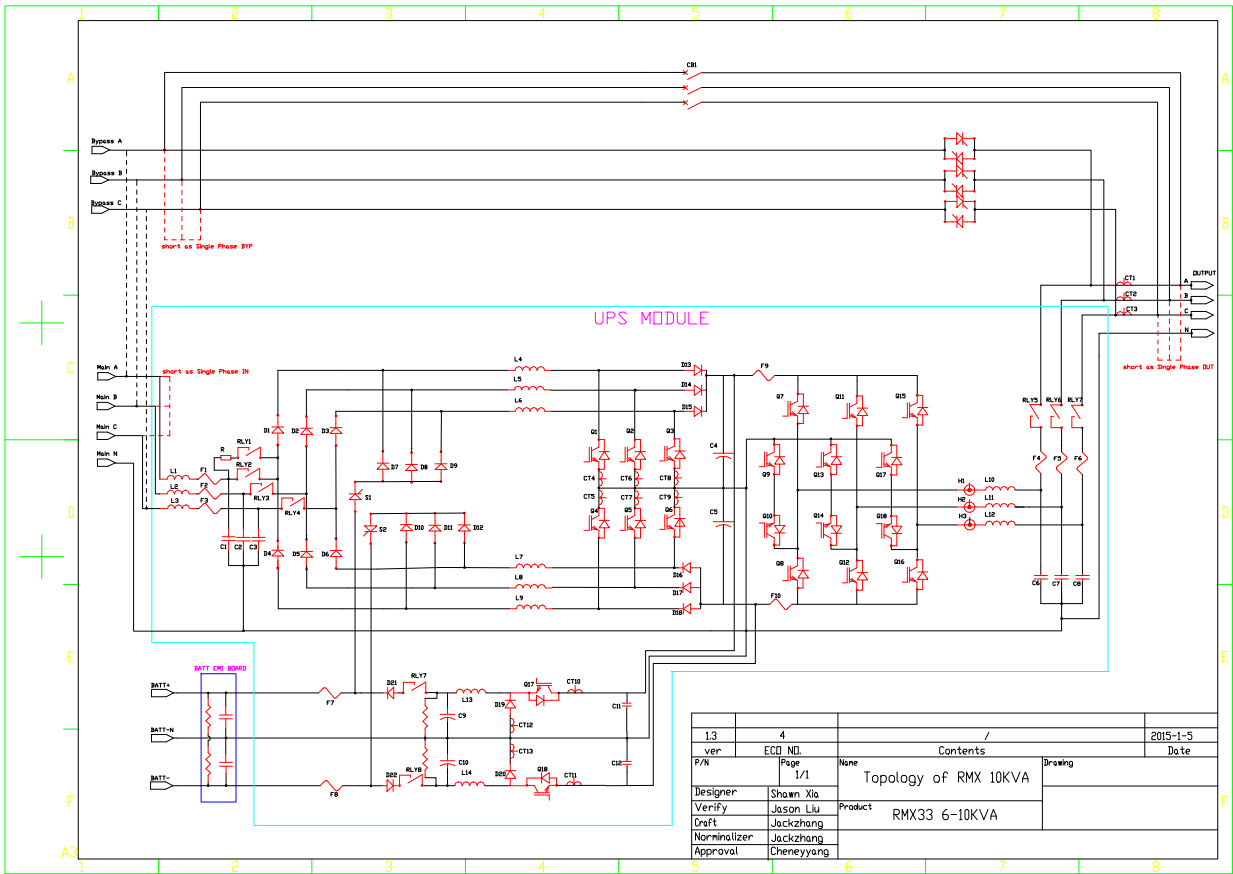 1 2 3 4 5 6 7 8
A A
CB1
Bypass A
Bypass B
Bypass C
B B
short as Single Phase BYP
OUTPUT
CT1 A
CT2 B
CT3 C
N
UPS MODULE
C C
Main A short as Single Phase IN
Main B
Main C
Main N
short as Single Phase OUT
L4 D13 F9
L5 D14
L6 D15
Q7 Q11 Q15
RLY5 RLY6 RLY7
D1 D2 D3 Q1 Q2 Q3
R RLY1 C4
RLY2 D7 D8 D9 Q9 Q13 Q17 F4 F5 F6
L1 F1 CT4 CT6 CT8
L2 F2 RLY3 S1 CT5 CT7 CT9 H1 L10
L3 F3 RLY4 H2 L11
D Q4 Q5 Q6 C5 Q10 Q14 Q18 H3 L12 D
S2 D10 D11 D12
C1 C2 C3
D4 D5 D6 L7 D16 Q8 Q12 Q16
L8 D17 C6 C7 C8
L9 D18 F10
E E
BATT EMI BOARD
BATT+ F7 D21 RLY7 L13 Q17 CT10
D19 C11
C9 CT12
BATT-N
CT13
C10 C12
BATT- F8 D22 RLY8 L14 D20 Q18 CT11
F F
1.3 4 / 2015-1-5
ver ECO NO. Contents Date
P/N Page Name Drawing
1/1 Topology of RMX 10KVA
Designer Shawn Xia
Verify Jason Liu Product RMX33 6-10KVA
Craft Jackzhang
Norminalizer Jackzhang
Approval Cheneyyang
A3
1 2 3 4 5 6 7 8